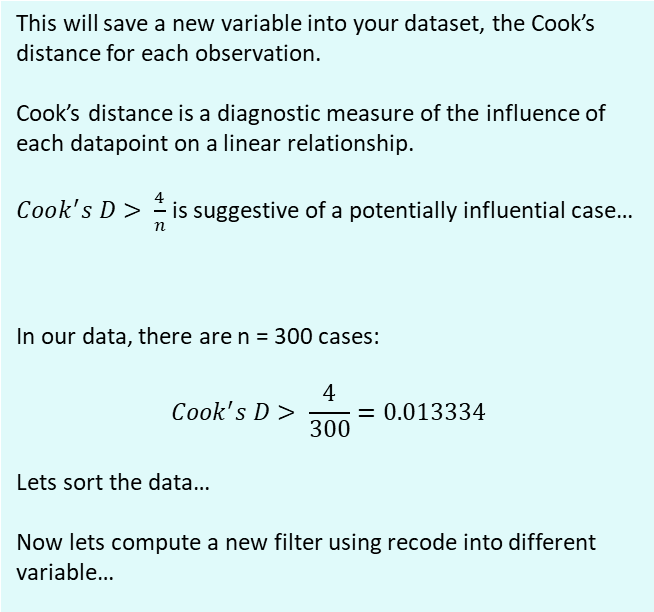 This will save a new variable into your dataset, the Cook’s
distance for each observation.
Cook’s distance is a diagnostic measure of the influence of
each datapoint on a linear relationship.
Cook's D > 4/n is suggestive of a potentially influential case…
In our data, there are n = 300 cases:
Cook's D > 4/300 = 0.013334
Lets sort the data…
Now lets compute a new filter using recode into different
variable…